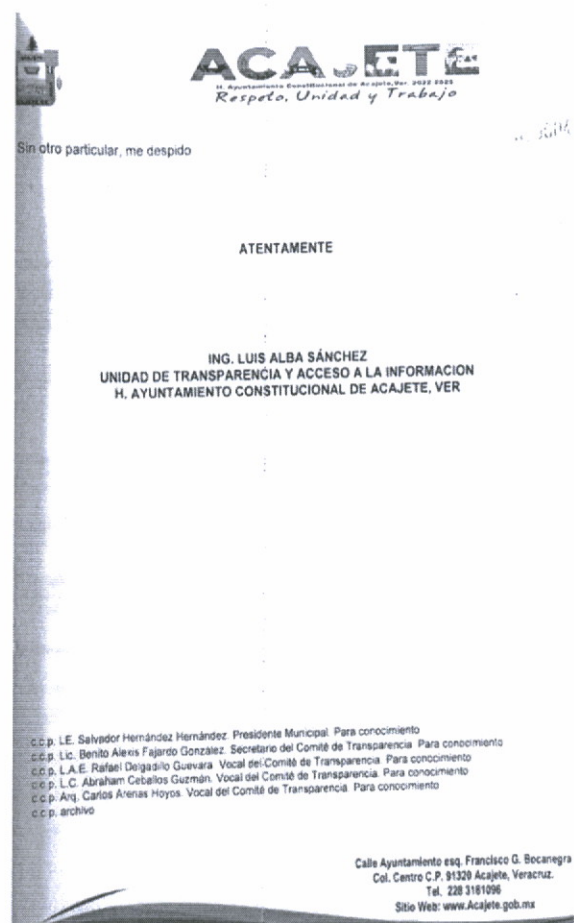 ACAJETE
H. Ayuntamiento Constitucional de Acajete, Ver. 2022 2025
Respeto, Unidad y Trabajo
Sin otro particular, me despido
ATENTAMENTE
ING. LUIS ALBA SÁNCHEZ
UNIDAD DE TRANSPARENCIA Y ACCESO A LA INFORMACION
H. AYUNTAMIENTO CONSTITUCIONAL DE ACAJETE, VER
c.c.p. LE. Salvador Hernández Hernández. Presidente Municipal. Para conocimiento
c.c.p. Lic. Benito Alexis Fajardo González. Secretario del Comité de Transparencia. Para conocimiento
c.c.p. L.A.E. Rafael Delgadillo Guevara. Vocal del Comité de Transparencia. Para conocimiento
c.c.p. L.C. Abraham Ceballos Guzmán. Vocal del Comité de Transparencia. Para conocimiento
c.c.p. Arq. Carlos Arenas Hoyos. Vocal del Comité de Transparencia. Para conocimiento
c.c.p. archivo
Calle Ayuntamiento esq. Francisco G. Bocanegra
Col. Centro C.P. 91320 Acajete, Veracruz.
Tel. 228 3161096
Sitio Web: www.Acajete.gob.mx